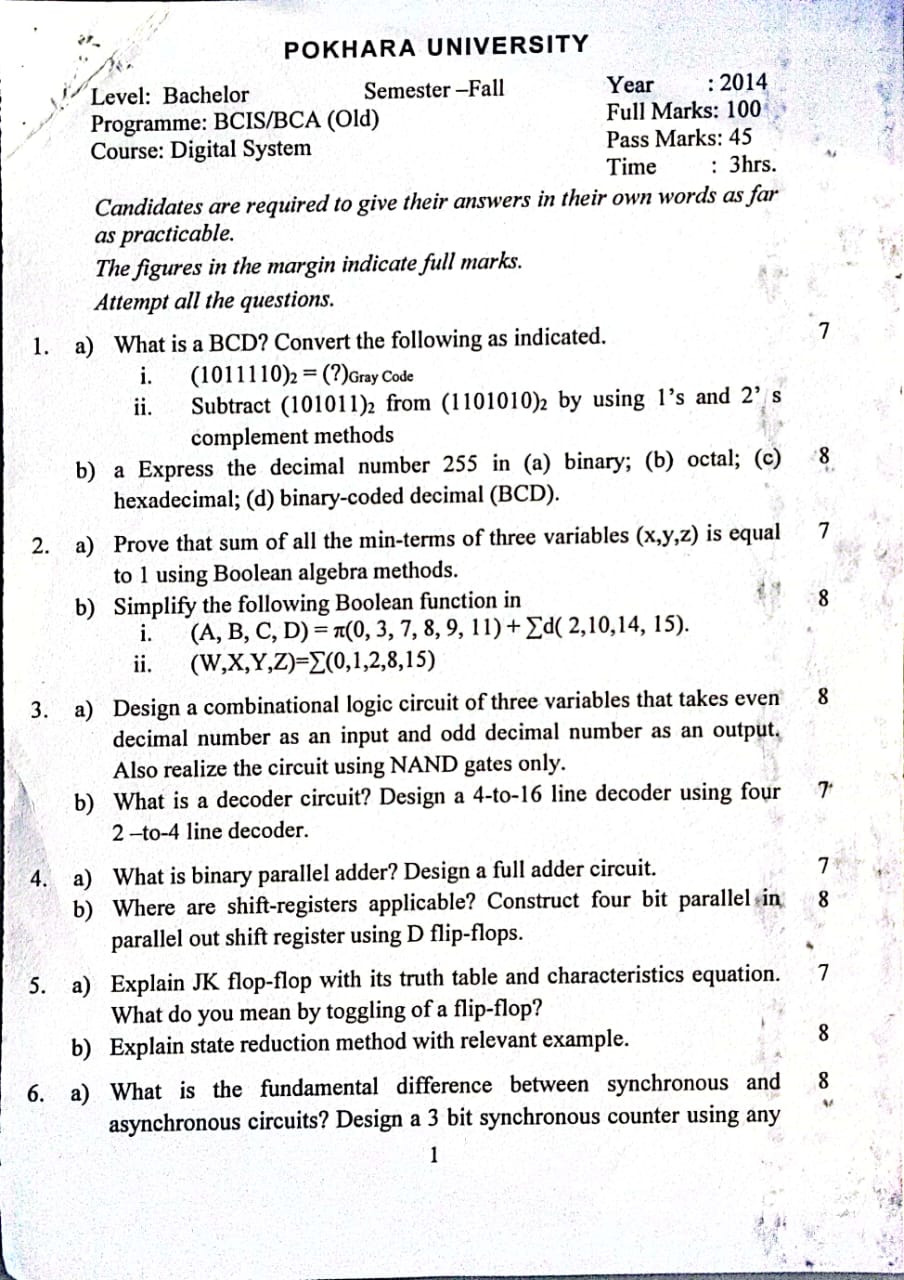 POKHARA UNIVERSITY
Level: Bachelor Semester –Fall Year : 2014
Programme: BCIS/BCA (Old) Full Marks: 100
Course: Digital System Pass Marks: 45
Time : 3hrs.
Candidates are required to give their answers in their own words as far
as practicable.
The figures in the margin indicate full marks.
Attempt all the questions.
1. a) What is a BCD? Convert the following as indicated. 7
i. (1011110)₂ = (?)Gray Code
ii. Subtract (101011)₂ from (1101010)₂ by using 1's and 2' s
complement methods
b) a Express the decimal number 255 in (a) binary; (b) octal; (c) 8
hexadecimal; (d) binary-coded decimal (BCD).
2. a) Prove that sum of all the min-terms of three variables (x,y,z) is equal 7
to 1 using Boolean algebra methods.
b) Simplify the following Boolean function in 8
i. (A, B, C, D) = π(0, 3, 7, 8, 9, 11) + ∑d( 2,10,14, 15).
ii. (W,X,Y,Z)=∑(0,1,2,8,15)
3. a) Design a combinational logic circuit of three variables that takes even 8
decimal number as an input and odd decimal number as an output.
Also realize the circuit using NAND gates only.
b) What is a decoder circuit? Design a 4-to-16 line decoder using four 7
2 –to-4 line decoder.
4. a) What is binary parallel adder? Design a full adder circuit. 7
b) Where are shift-registers applicable? Construct four bit parallel in 8
parallel out shift register using D flip-flops.
5. a) Explain JK flop-flop with its truth table and characteristics equation. 7
What do you mean by toggling of a flip-flop?
b) Explain state reduction method with relevant example. 8
6. a) What is the fundamental difference between synchronous and 8
asynchronous circuits? Design a 3 bit synchronous counter using any
1